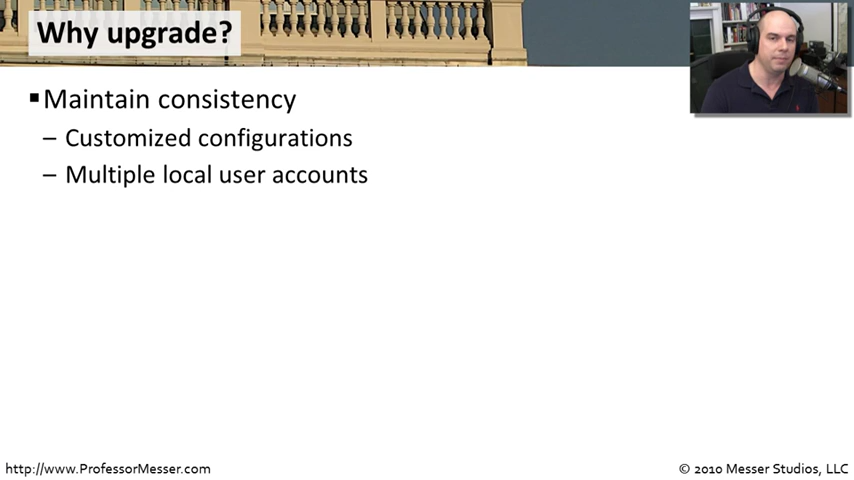 Why upgrade?
▪Maintain consistency
– Customized configurations
– Multiple local user accounts
http://www.ProfessorMesser.com
© 2010 Messer Studios, LLC